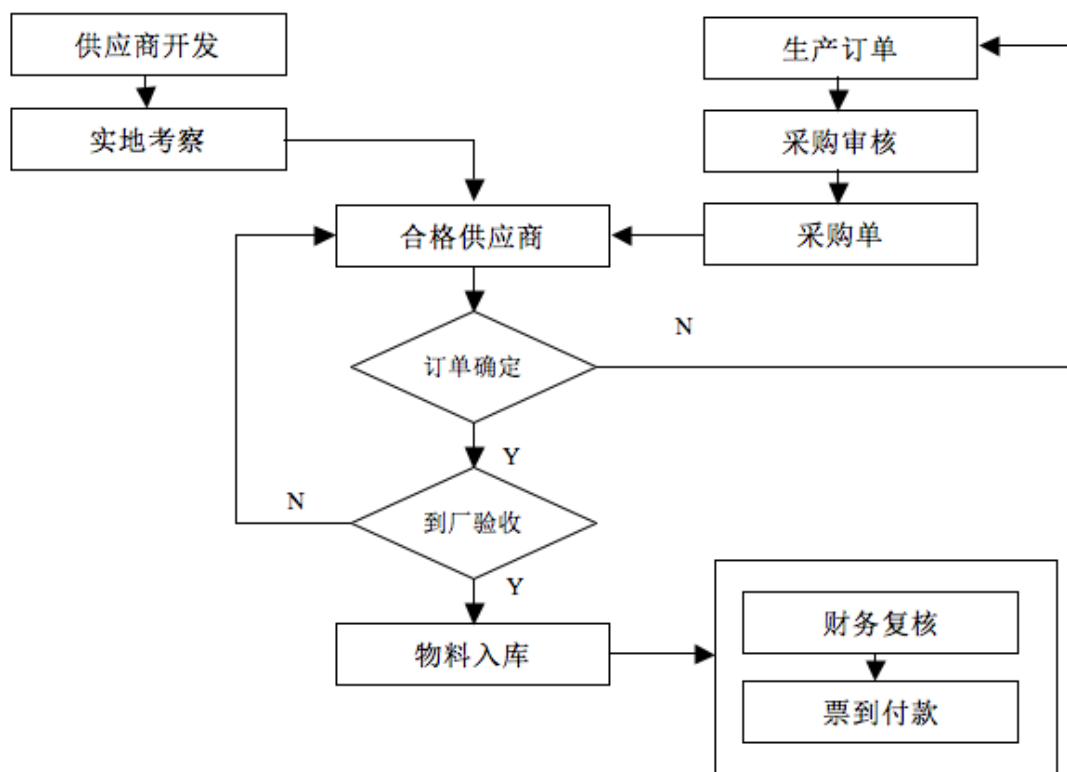 供应商开发
实地考察
生产订单
采购审核
采购单
合格供应商
订单确定
N
Y
到厂验收
N
Y
物料入库
财务复核
票到付款